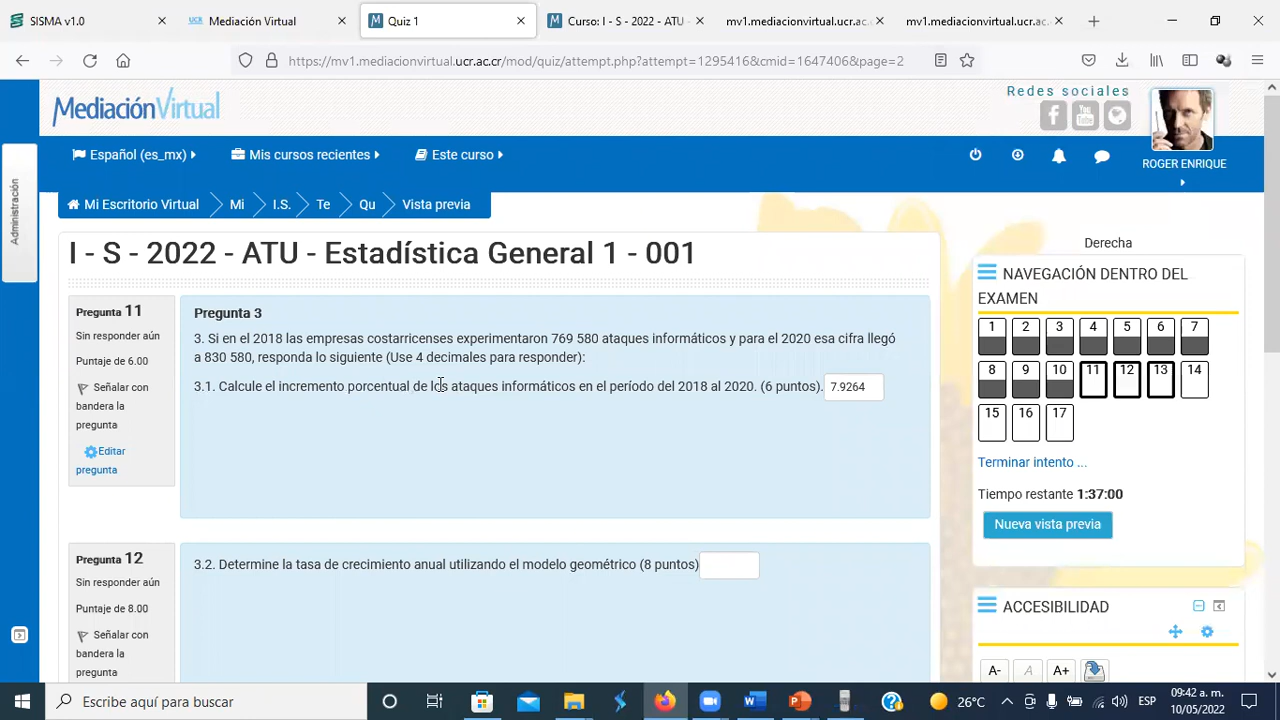 SISMA v1.0
UCR Mediación Virtual
Quiz 1
Curso: I - S - 2022 - ATU -
mv1.mediacionvirtual.ucr.ac.c
mv1.mediacionvirtual.ucr.ac.c
https://mv1.mediacionvirtual.ucr.ac.cr/mod/quiz/attempt.php?attempt=1295416&cmid=1647406&page=2
MediaciónVirtual
Redes sociales
You Tube
ROGER ENRIQUE
Español (es_mx)
Mis cursos recientes
Este curso
Administración
Mi Escritorio Virtual
Mi
I.S.
Te
Qu
Vista previa
I - S - 2022 - ATU - Estadística General 1 - 001
Pregunta 11
Sin responder aún
Puntaje de 6.00
Señalar con
bandera la
pregunta
Editar
pregunta
Pregunta 3
3. Si en el 2018 las empresas costarricenses experimentaron 769 580 ataques informáticos y para el 2020 esa cifra llegó
a 830 580, responda lo siguiente (Use 4 decimales para responder):
3.1. Calcule el incremento porcentual de los ataques informáticos en el período del 2018 al 2020. (6 puntos). 7.9264
Pregunta 12
Sin responder aún
Puntaje de 8.00
Señalar con
bandera la
pregunta
3.2. Determine la tasa de crecimiento anual utilizando el modelo geométrico (8 puntos)
Derecha
NAVEGACIÓN DENTRO DEL
EXAMEN
1 2 3 4 5 6 7
8 9 10 11 12 13 14
15 16 17
Terminar intento ...
Tiempo restante 1:37:00
Nueva vista previa
ACCESIBILIDAD
A- A A+
Escribe aquí para buscar
26°C
ESP
09:42 a. m.
10/05/2022